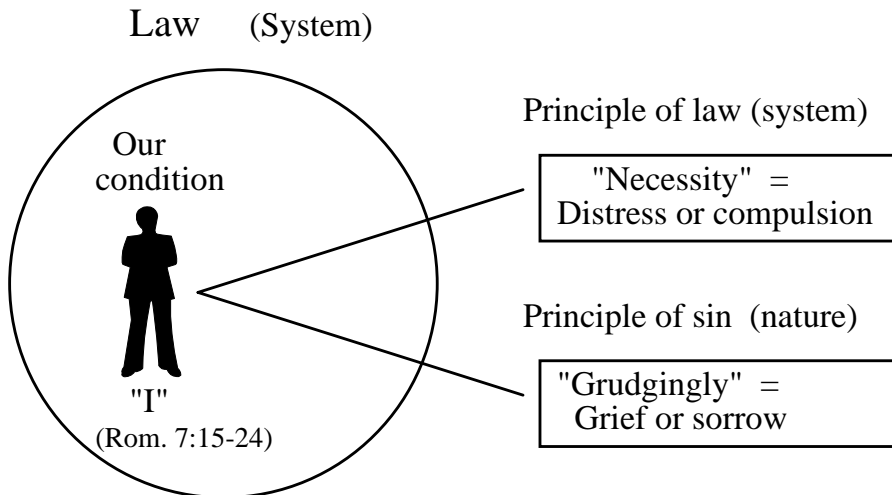 Law (System)
Our
condition
"I"
(Rom. 7:15-24)
Principle of law (system)
"Necessity" =
Distress or compulsion
Principle of sin (nature)
"Grudgingly" =
Grief or sorrow